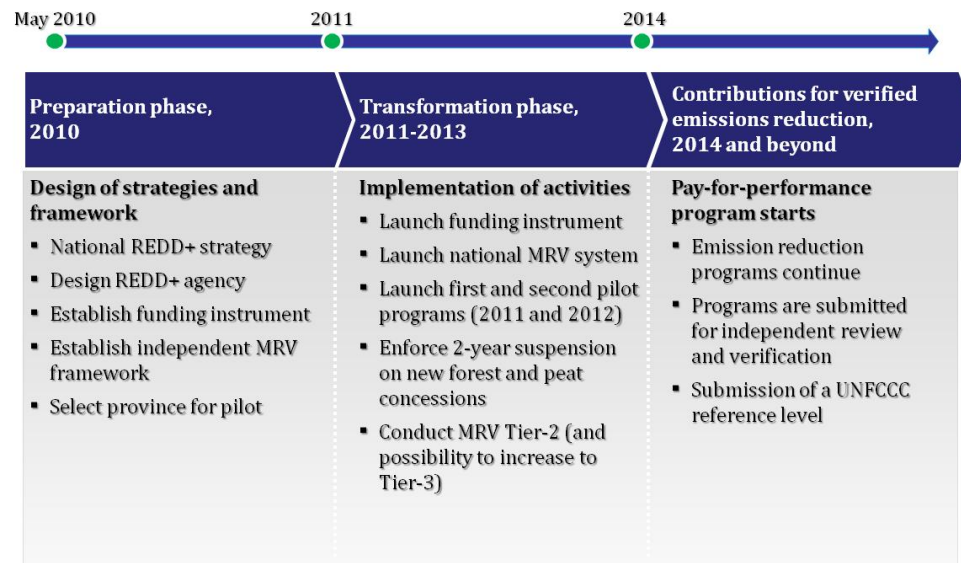 May 2010
2011
2014
Preparation phase,
2010
Transformation phase,
2011-2013
Contributions for verified
emissions reduction,
2014 and beyond
Design of strategies and
framework
▪ National REDD+ strategy
▪ Design REDD+ agency
▪ Establish funding instrument
▪ Establish independent MRV
framework
▪ Select province for pilot
Implementation of activities
▪ Launch funding instrument
▪ Launch national MRV system
▪ Launch first and second pilot
programs (2011 and 2012)
▪ Enforce 2-year suspension
on new forest and peat
concessions
▪ Conduct MRV Tier-2 (and
possibility to increase to
Tier-3)
Pay-for-performance
program starts
▪ Emission reduction
programs continue
▪ Programs are submitted
for independent review
and verification
▪ Submission of a UNFCCC
reference level